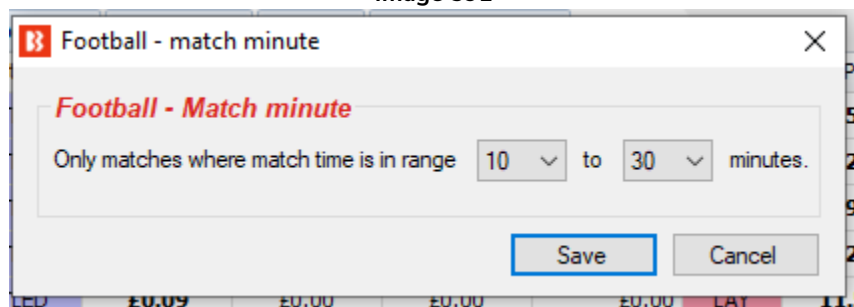 Football - match minute
Football - Match minute
Only matches where match time is in range 10 to 30 minutes.
Save Cancel
£0.09 £0.00 £0.00 £0.00 LAY 11.